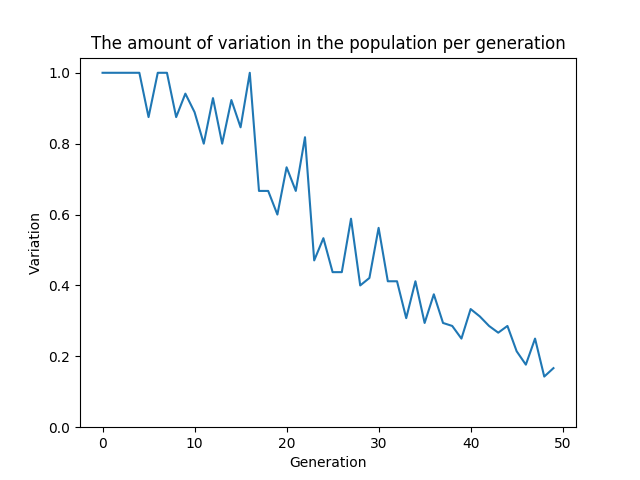 The amount of variation in the population per generation
1.0
0.8
0.6
0.4
0.2
0.0
Variation
0 10 20 30 40 50
Generation